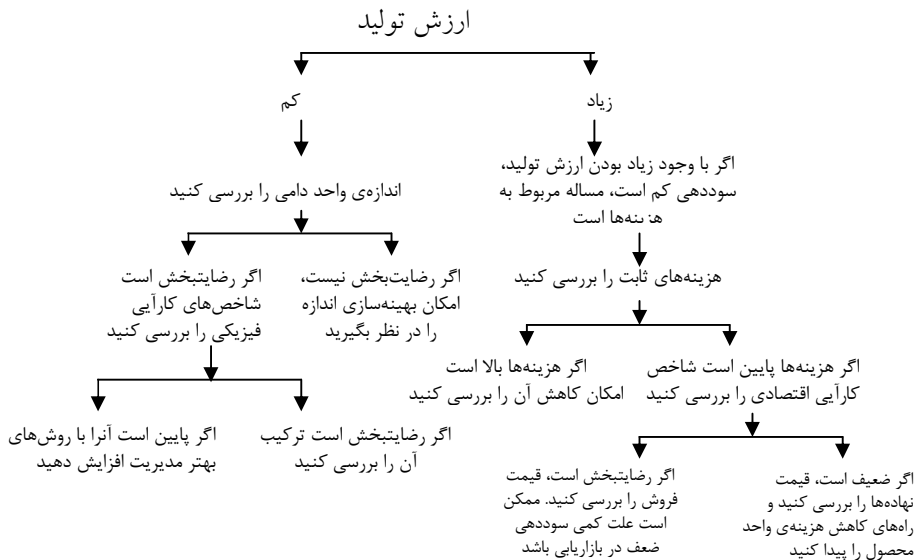 ارزش تولید
زیاد
کم
اگر با وجود زیاد بودن ارزش تولید،
سوددهی کم است، مساله مربوط به
هزینه‌ها است
اندازه‌ی واحد دامی را بررسی کنید
هزینه‌های ثابت را بررسی کنید
اگر رضایت‌بخش نیست،
امکان بهینه‌سازی اندازه
را در نظر بگیرید
اگر رضایتبخش است
شاخص‌های کارآیی
فیزیکی را بررسی کنید
اگر هزینه‌ها پایین است شاخص
کارآیی اقتصادی را بررسی کنید
اگر هزینه‌ها بالا است
امکان کاهش آن را بررسی کنید
اگر رضایتبخش است ترکیب
آن را بررسی کنید
اگر پایین است آنرا با روش‌های
بهتر مدیریت افزایش دهید
اگر ضعیف است، قیمت
نهاده‌ها را بررسی کنید و
راه‌های کاهش هزینه‌ی واحد
محصول را پیدا کنید
اگر رضایتبخش است، قیمت
فروش را بررسی کنید. ممکن
است علت کمی سوددهی
ضعف در بازاریابی باشد